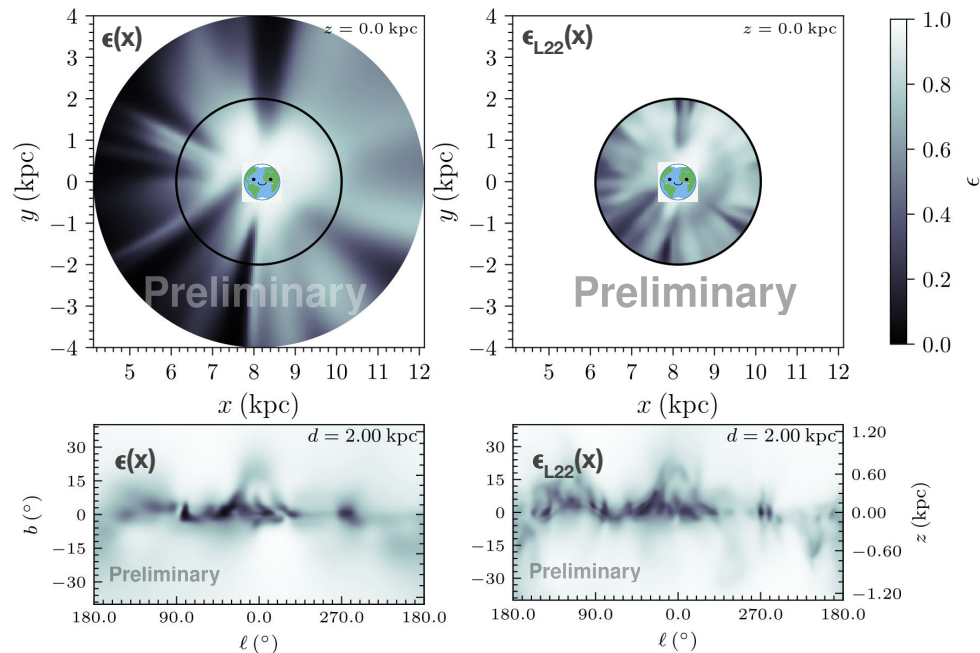 ϵ(x)
z = 0.0 kpc
4
3
2
1
0
−1
−2
−3
−4
y (kpc)
Preliminary
5 6 7 8 9 10 11 12
x (kpc)
ϵL22(x)
z = 0.0 kpc
4
3
2
1
0
−1
−2
−3
−4
y (kpc)
Preliminary
5 6 7 8 9 10 11 12
x (kpc)
1.0
0.8
0.6
0.4
0.2
0.0
ϵ
ϵ(x)
d = 2.00 kpc
30
15
0
−15
−30
b (°)
Preliminary
180.0 90.0 0.0 270.0 180.0
ℓ (°)
ϵL22(x)
d = 2.00 kpc
30
15
0
−15
−30
Preliminary
180.0 90.0 0.0 270.0 180.0
ℓ (°)
1.20
0.60
0.00
−0.60
−1.20
z (kpc)